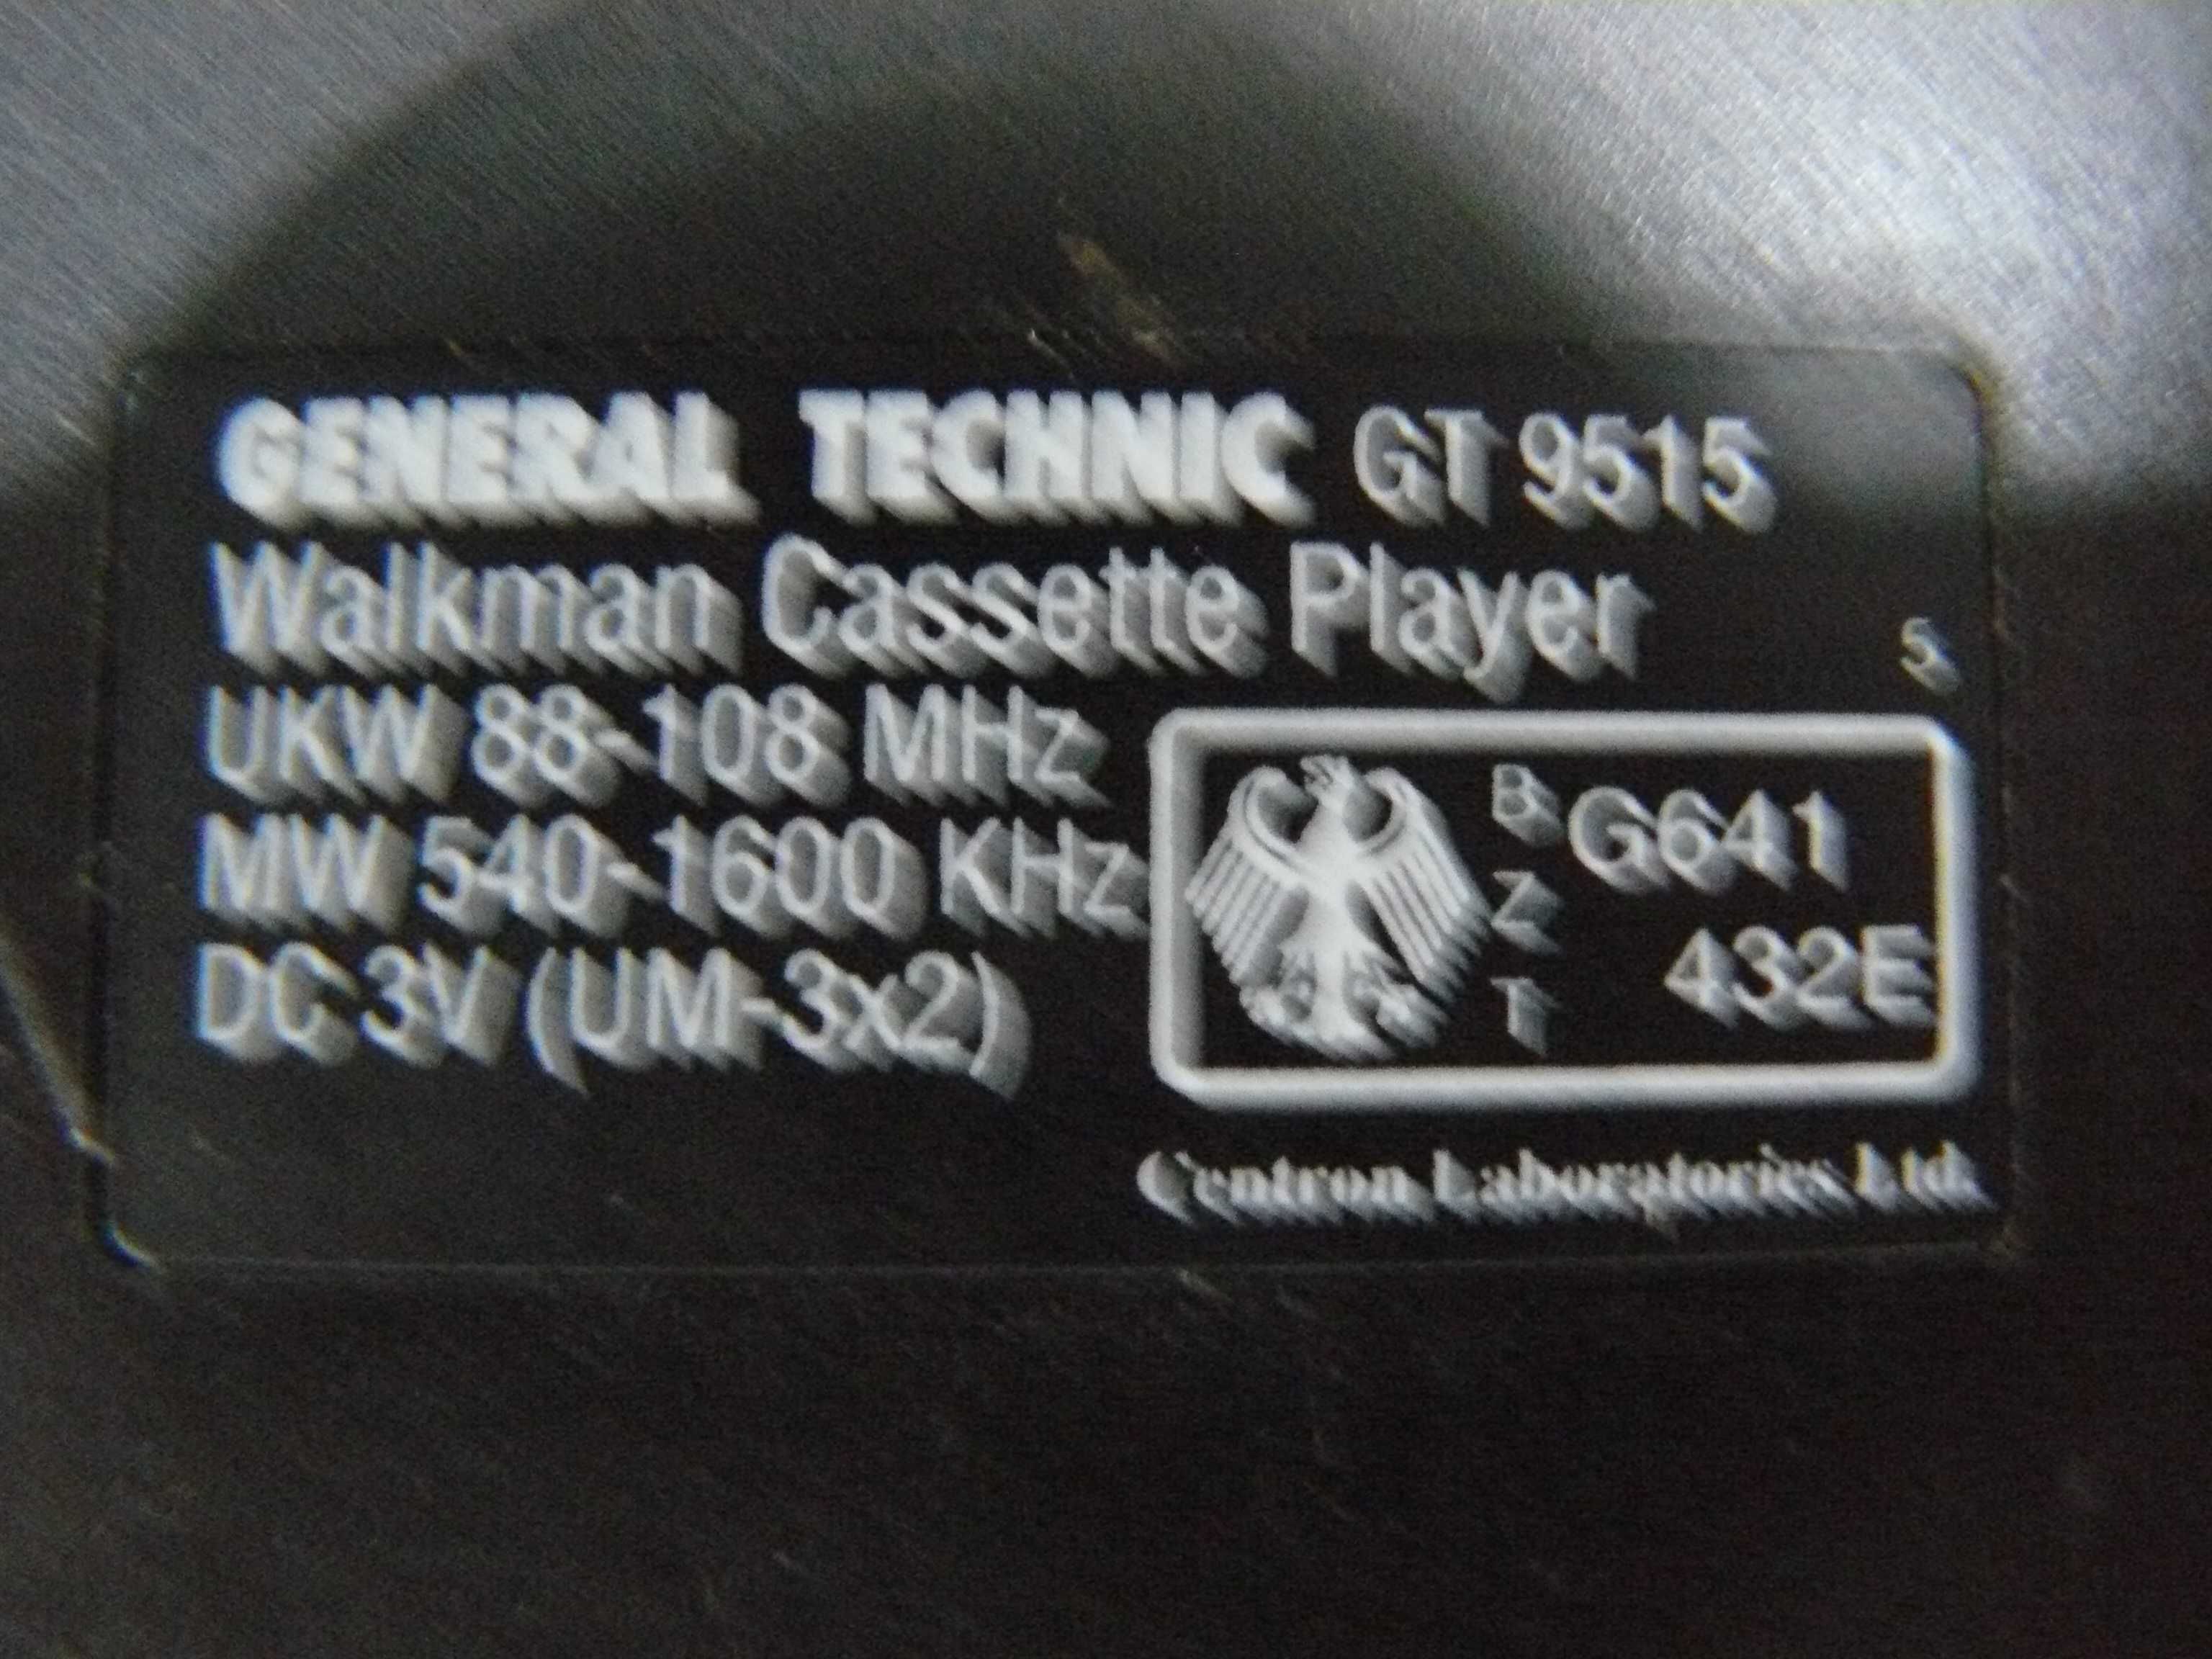 GENERAL TECHNIC GT 9515
Walkman Cassette Player
5
UKW 88-108 MHz
MW 540-1600 KHz
DC 3V (UM-3x2)
B
Z
T
G641
432E
Centron Laboratories Ltd.